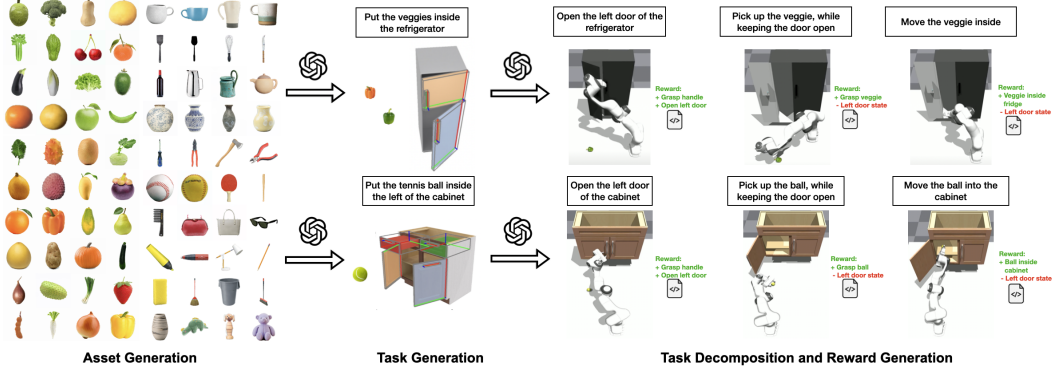 Put the veggies inside
the refrigerator
Open the left door of the
refrigerator
Reward:
+ Grasp handle
+ Open left door
</>
Pick up the veggie, while
keeping the door open
Reward:
+ Grasp veggie
- Left door state
</>
Move the veggie inside
Reward:
+ Veggie inside
fridge
- Left door state
</>
Put the tennis ball inside
the left of the cabinet
Open the left door
of the cabinet
Reward:
+ Grasp handle
+ Open left door
</>
Pick up the ball, while
keeping the door open
Reward:
+ Grasp ball
- Left door state
</>
Move the ball into the
cabinet
Reward:
+ Ball inside
cabinet
- Left door state
</>
Asset Generation
Task Generation
Task Decomposition and Reward Generation